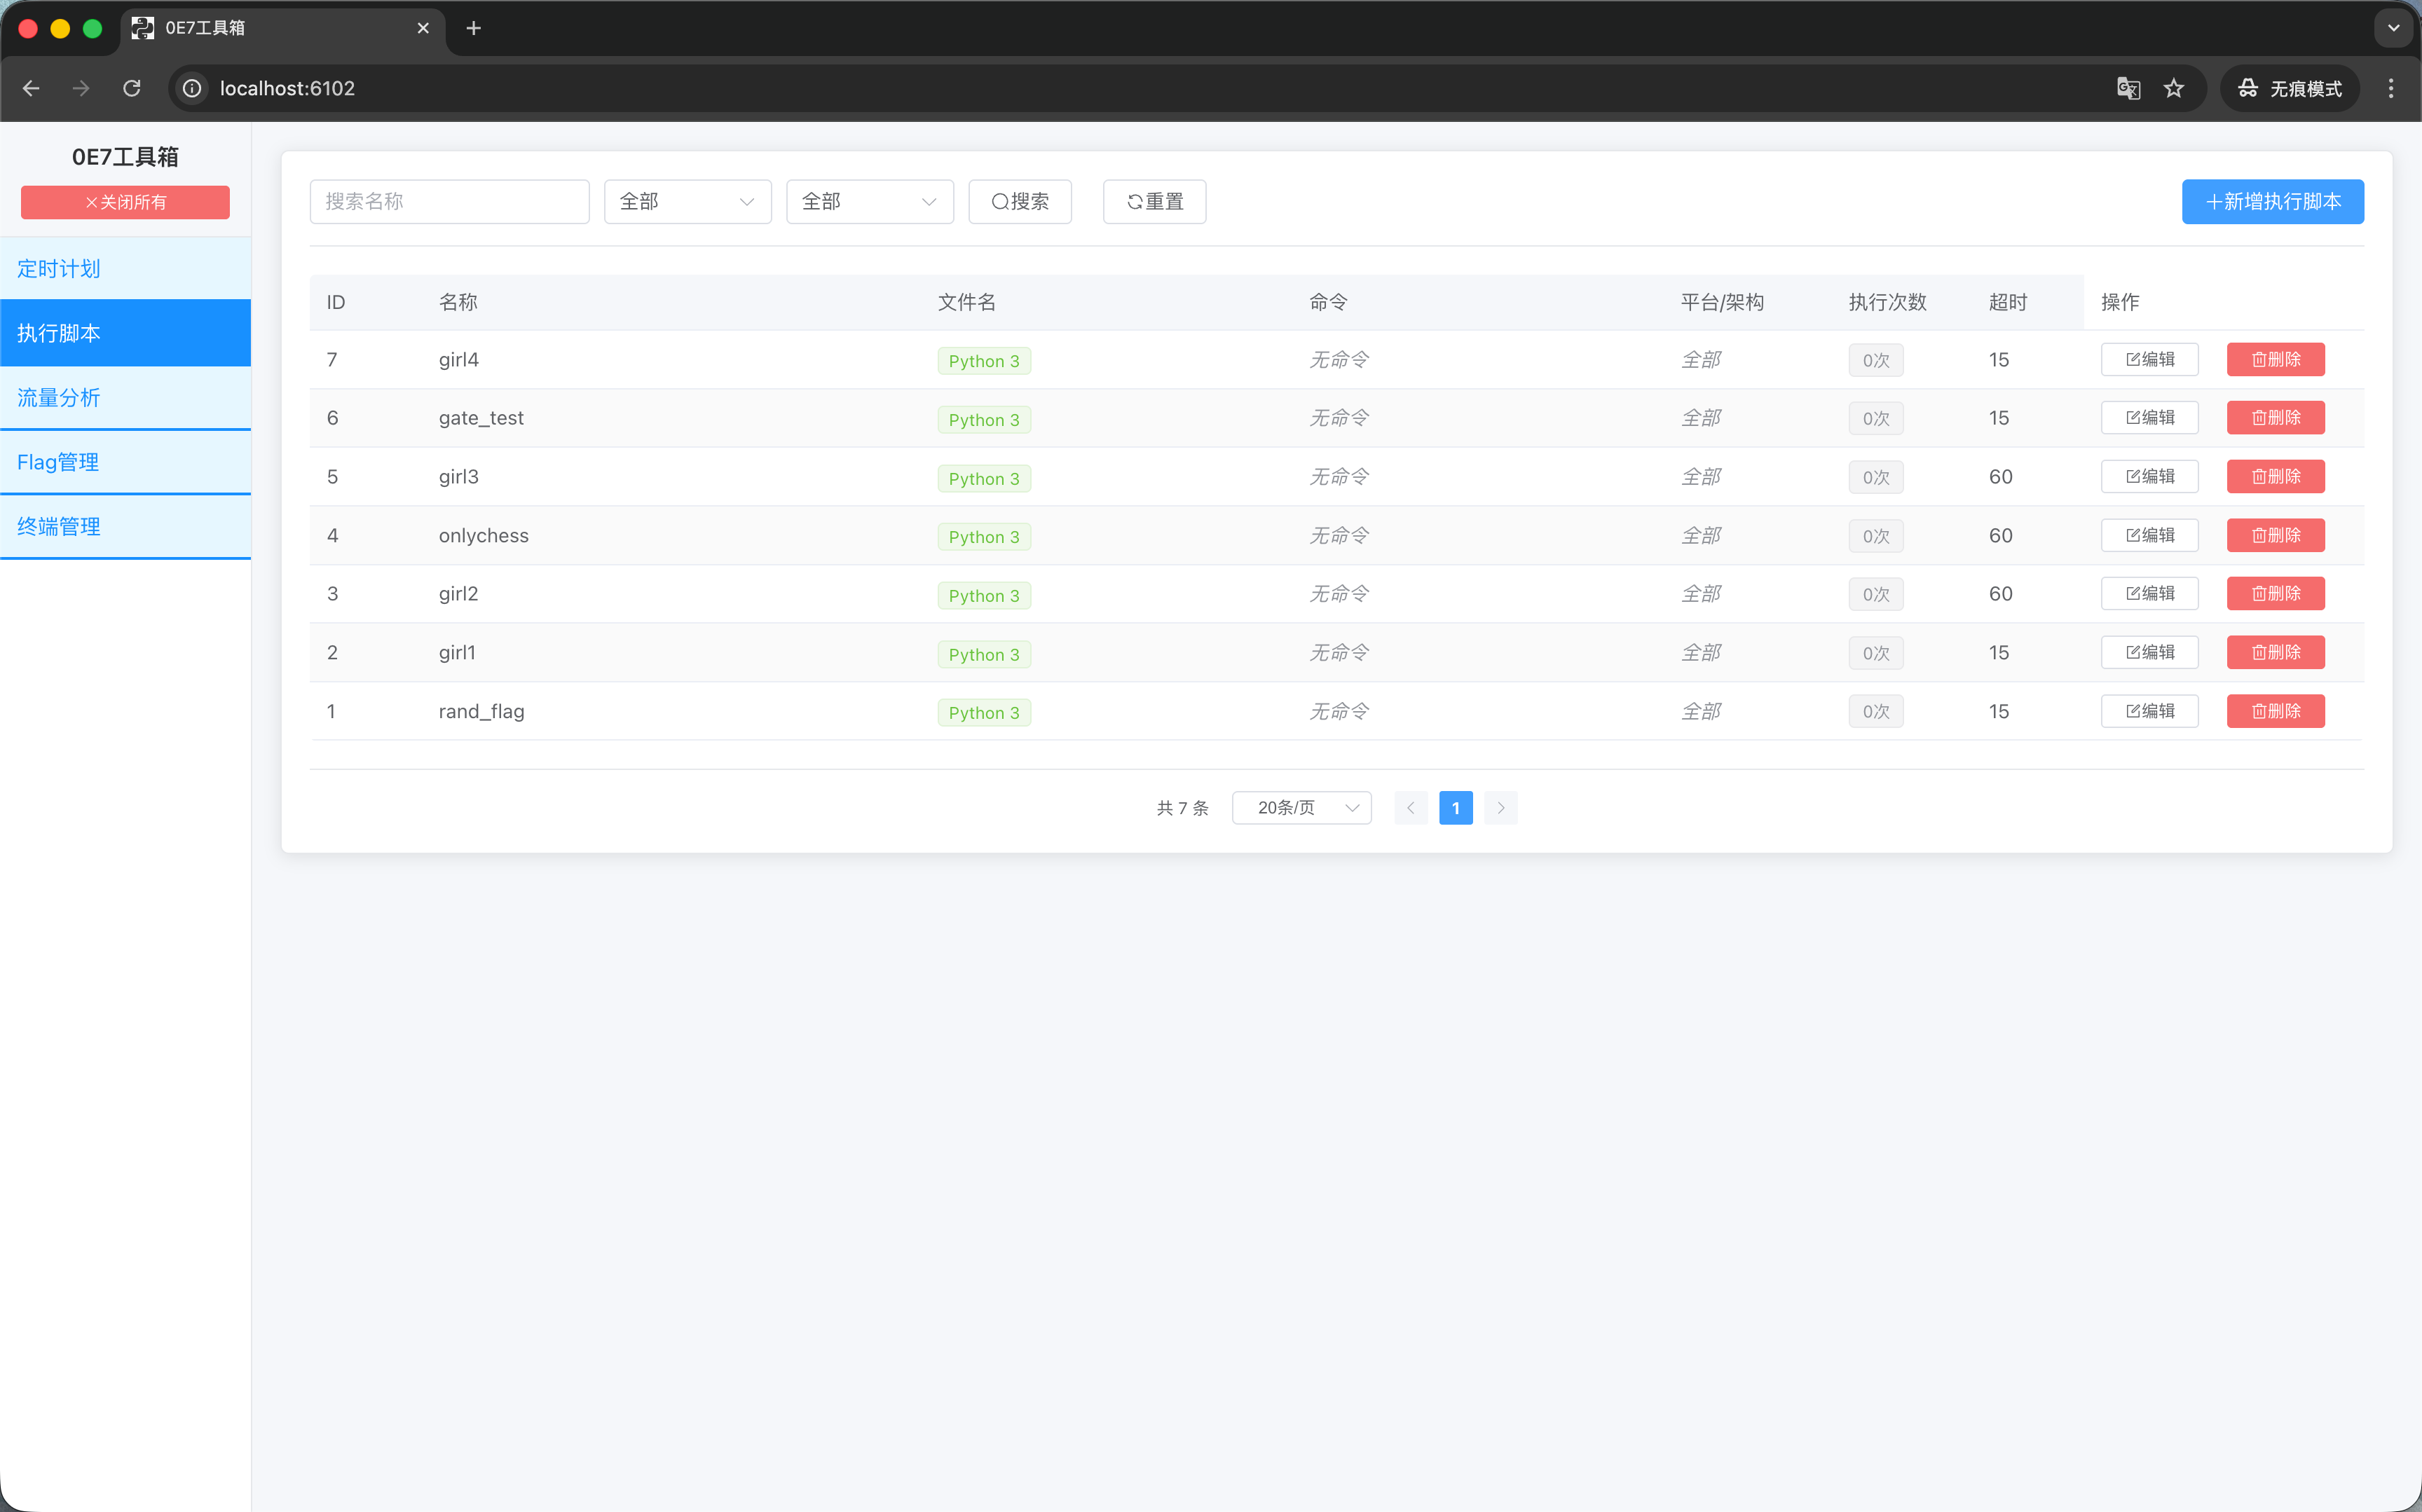 0E7工具箱
localhost:6102
无痕模式
0E7工具箱
关闭所有
定时计划
执行脚本
流量分析
Flag管理
终端管理
搜索名称 全部 全部 搜索 重置 新增执行脚本
ID 名称 文件名 命令 平台/架构 执行次数 超时 操作
7 girl4 Python 3 无命令 全部 0次 15 编辑 删除
6 gate_test Python 3 无命令 全部 0次 15 编辑 删除
5 girl3 Python 3 无命令 全部 0次 60 编辑 删除
4 onlychess Python 3 无命令 全部 0次 60 编辑 删除
3 girl2 Python 3 无命令 全部 0次 60 编辑 删除
2 girl1 Python 3 无命令 全部 0次 15 编辑 删除
1 rand_flag Python 3 无命令 全部 0次 15 编辑 删除
共 7 条 20条/页 1